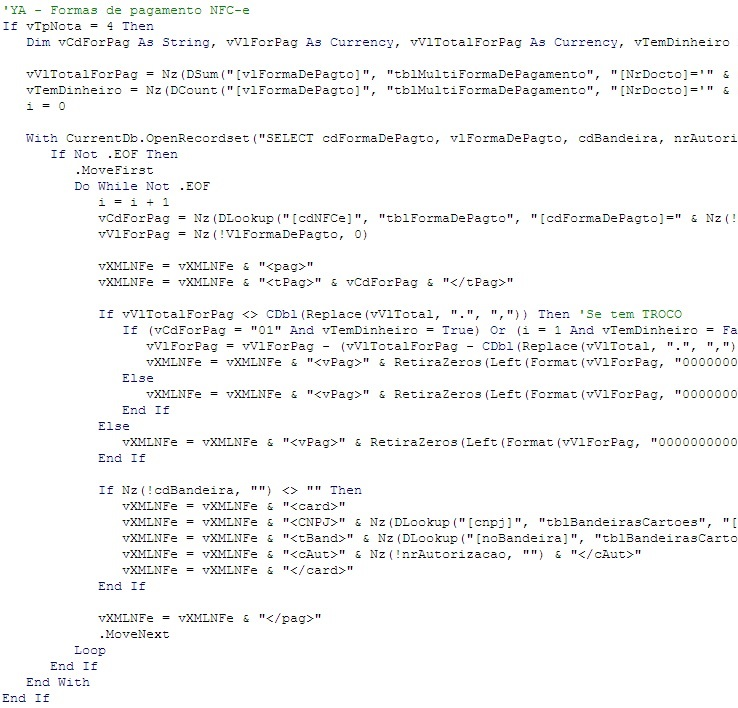 'YA - Formas de pagamento NFC-e
If vTpNota = 4 Then
Dim vCdForPag As String, vVlForPag As Currency, vVlTotalForPag As Currency, vTemDinheiro
vVlTotalForPag = Nz(DSum("[vlFormaDePagto]", "tblMultiFormaDePagamento", "[NrDocto]='" &
vTemDinheiro = Nz(DCount("[vlFormaDePagto]", "tblMultiFormaDePagamento", "[NrDocto]='" &
i = 0
With CurrentDb.OpenRecordset("SELECT cdFormaDePagto, vlFormaDePagto, cdBandeira, nrAutori
If Not .EOF Then
.MoveFirst
Do While Not .EOF
i = i + 1
vCdForPag = Nz(DLookup("[cdNFCe]", "tblFormaDePagto", "[cdFormaDePagto]=" & Nz(!
vVlForPag = Nz(!VlFormaDePagto, 0)
vXMLNFe = vXMLNFe & "<pag>"
vXMLNFe = vXMLNFe & "<tPag>" & vCdForPag & "</tPag>"
If vVlTotalForPag <> CDbl(Replace(vVlTotal, ".", ",")) Then 'Se tem TROCO
If (vCdForPag = "01" And vTemDinheiro = True) Or (i = 1 And vTemDinheiro = Fa
vVlForPag = vVlForPag - (vVlTotalForPag - CDbl(Replace(vVlTotal, ".", ",")
vXMLNFe = vXMLNFe & "<vPag>" & RetiraZeros(Left(Format(vVlForPag, "0000000
Else
vXMLNFe = vXMLNFe & "<vPag>" & RetiraZeros(Left(Format(vVlForPag, "0000000
End If
Else
vXMLNFe = vXMLNFe & "<vPag>" & RetiraZeros(Left(Format(vVlForPag, "0000000000
End If
If Nz(!cdBandeira, "") <> "" Then
vXMLNFe = vXMLNFe & "<card>"
vXMLNFe = vXMLNFe & "<CNPJ>" & Nz(DLookup("[cnpj]", "tblBandeirasCartoes", "[
vXMLNFe = vXMLNFe & "<tBand>" & Nz(DLookup("[noBandeira]", "tblBandeirasCarto
vXMLNFe = vXMLNFe & "<cAut>" & Nz(!nrAutorizacao, "") & "</cAut>"
vXMLNFe = vXMLNFe & "</card>"
End If
vXMLNFe = vXMLNFe & "</pag>"
.MoveNext
Loop
End If
End With
End If